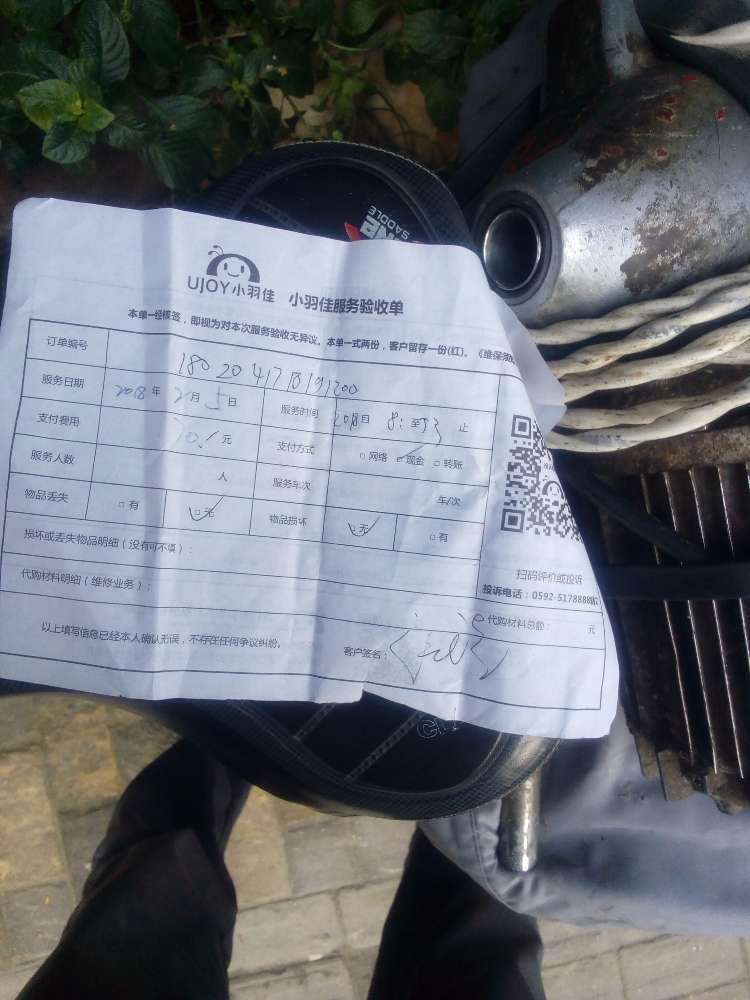 SADDLE
UJOY小羽佳 小羽佳服务验收单
本单一经核签，即视为对本次服务验收无异议。本单一式两份，客户留存一份(红)。《维保须
订单编号
服务日期 2018年 2月 5日 服务时间 8: 至 止
支付费用 元 支付方式 □网络 □现金 □转账
服务人数 人 服务车次 车/次
物品丢失 □有 □无 物品损坏 □无 □有
损坏或丢失物品明细（没有可不填）：
代购材料明细（维修业务）： 代购材料总额： 元
以上填写信息已经本人确认无误，不存在任何争议纠纷。 客户签名：
扫码评价或投诉
投诉电话：0592-5178888